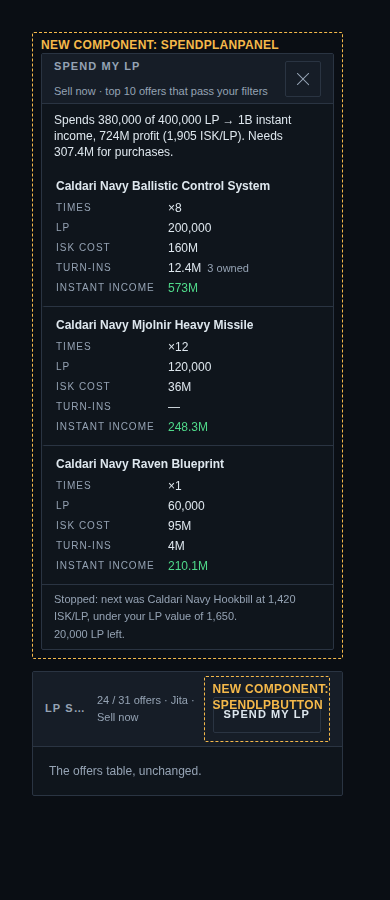 NEW COMPONENT: SPENDPLANPANEL
SPEND MY LP
Sell now · top 10 offers that pass your filters
Spends 380,000 of 400,000 LP → 1B instant
income, 724M profit (1,905 ISK/LP). Needs
307.4M for purchases.
Caldari Navy Ballistic Control System
TIMES ×8
LP 200,000
ISK COST 160M
TURN-INS 12.4M 3 owned
INSTANT INCOME 573M
Caldari Navy Mjolnir Heavy Missile
TIMES ×12
LP 120,000
ISK COST 36M
TURN-INS —
INSTANT INCOME 248.3M
Caldari Navy Raven Blueprint
TIMES ×1
LP 60,000
ISK COST 95M
TURN-INS 4M
INSTANT INCOME 210.1M
Stopped: next was Caldari Navy Hookbill at 1,420
ISK/LP, under your LP value of 1,650.
20,000 LP left.
LP S…
24 / 31 offers · Jita ·
Sell now
NEW COMPONENT:
SPENDLPBUTTON
SPEND MY LP
The offers table, unchanged.